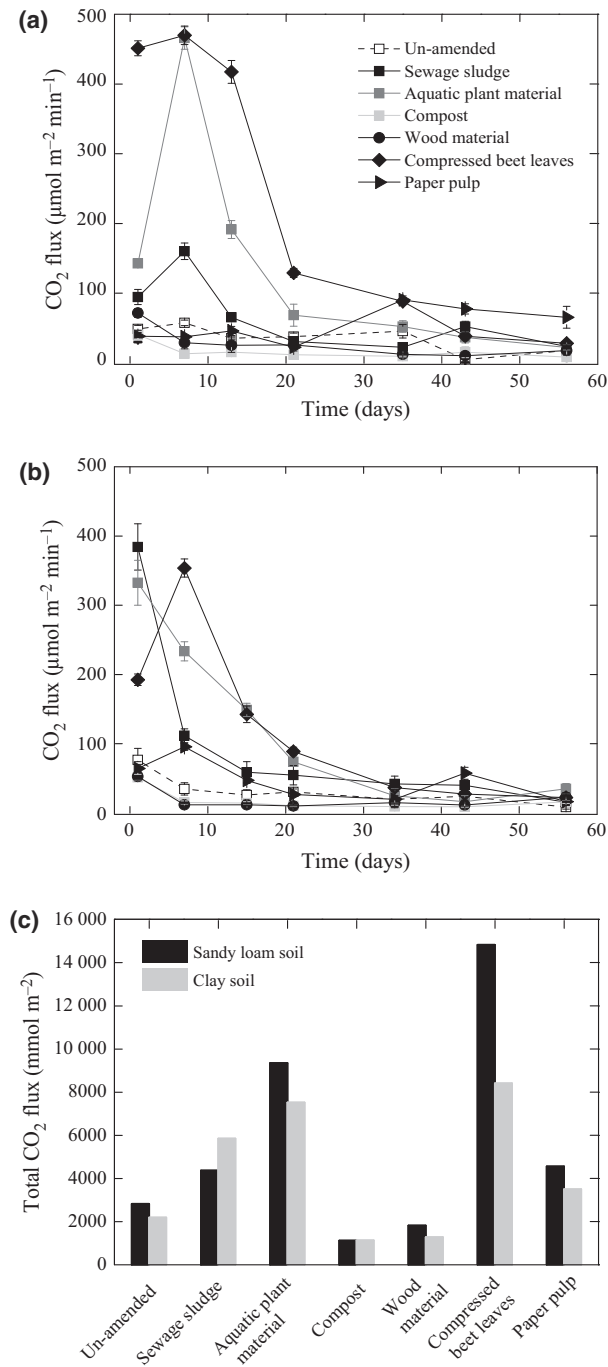 (a)
500
400
300
200
100
0
CO2 flux (μmol m−2 min−1)
Un-amended
Sewage sludge
Aquatic plant material
Compost
Wood material
Compressed beet leaves
Paper pulp
0 10 20 30 40 50 60
Time (days)
(b)
500
400
300
200
100
0
CO2 flux (μmol m−2 min−1)
0 10 20 30 40 50 60
Time (days)
(c)
16 000
14 000
12 000
10 000
8000
6000
4000
2000
0
Total CO2 flux (mmol m−2)
Sandy loam soil
Clay soil
Un-amended
Sewage sludge
Aquatic plant
material
Compost
Wood
material
Compressed
beet leaves
Paper pulp